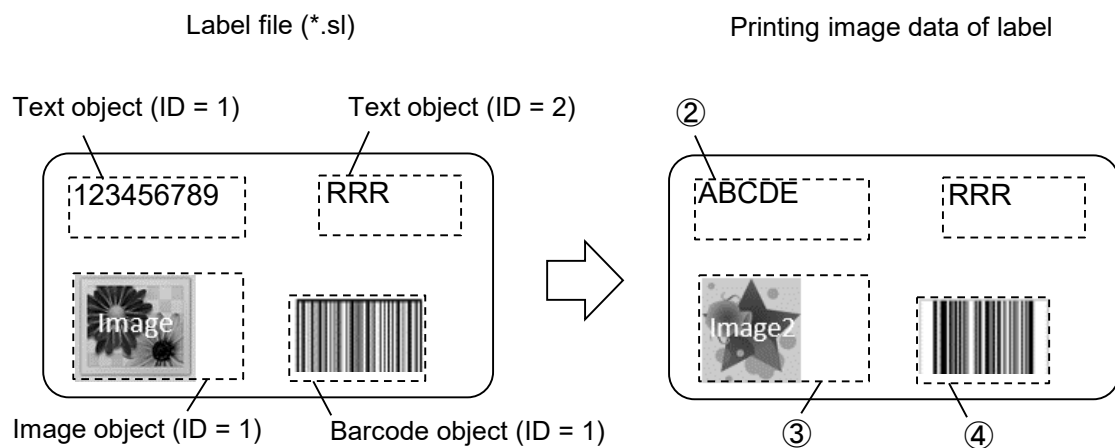 Label file (*.sl)
Printing image data of label
Text object (ID = 1)
Text object (ID = 2)
②
123456789
RRR
ABCDE
RRR
Image
Image2
Image object (ID = 1)
Barcode object (ID = 1)
③
④